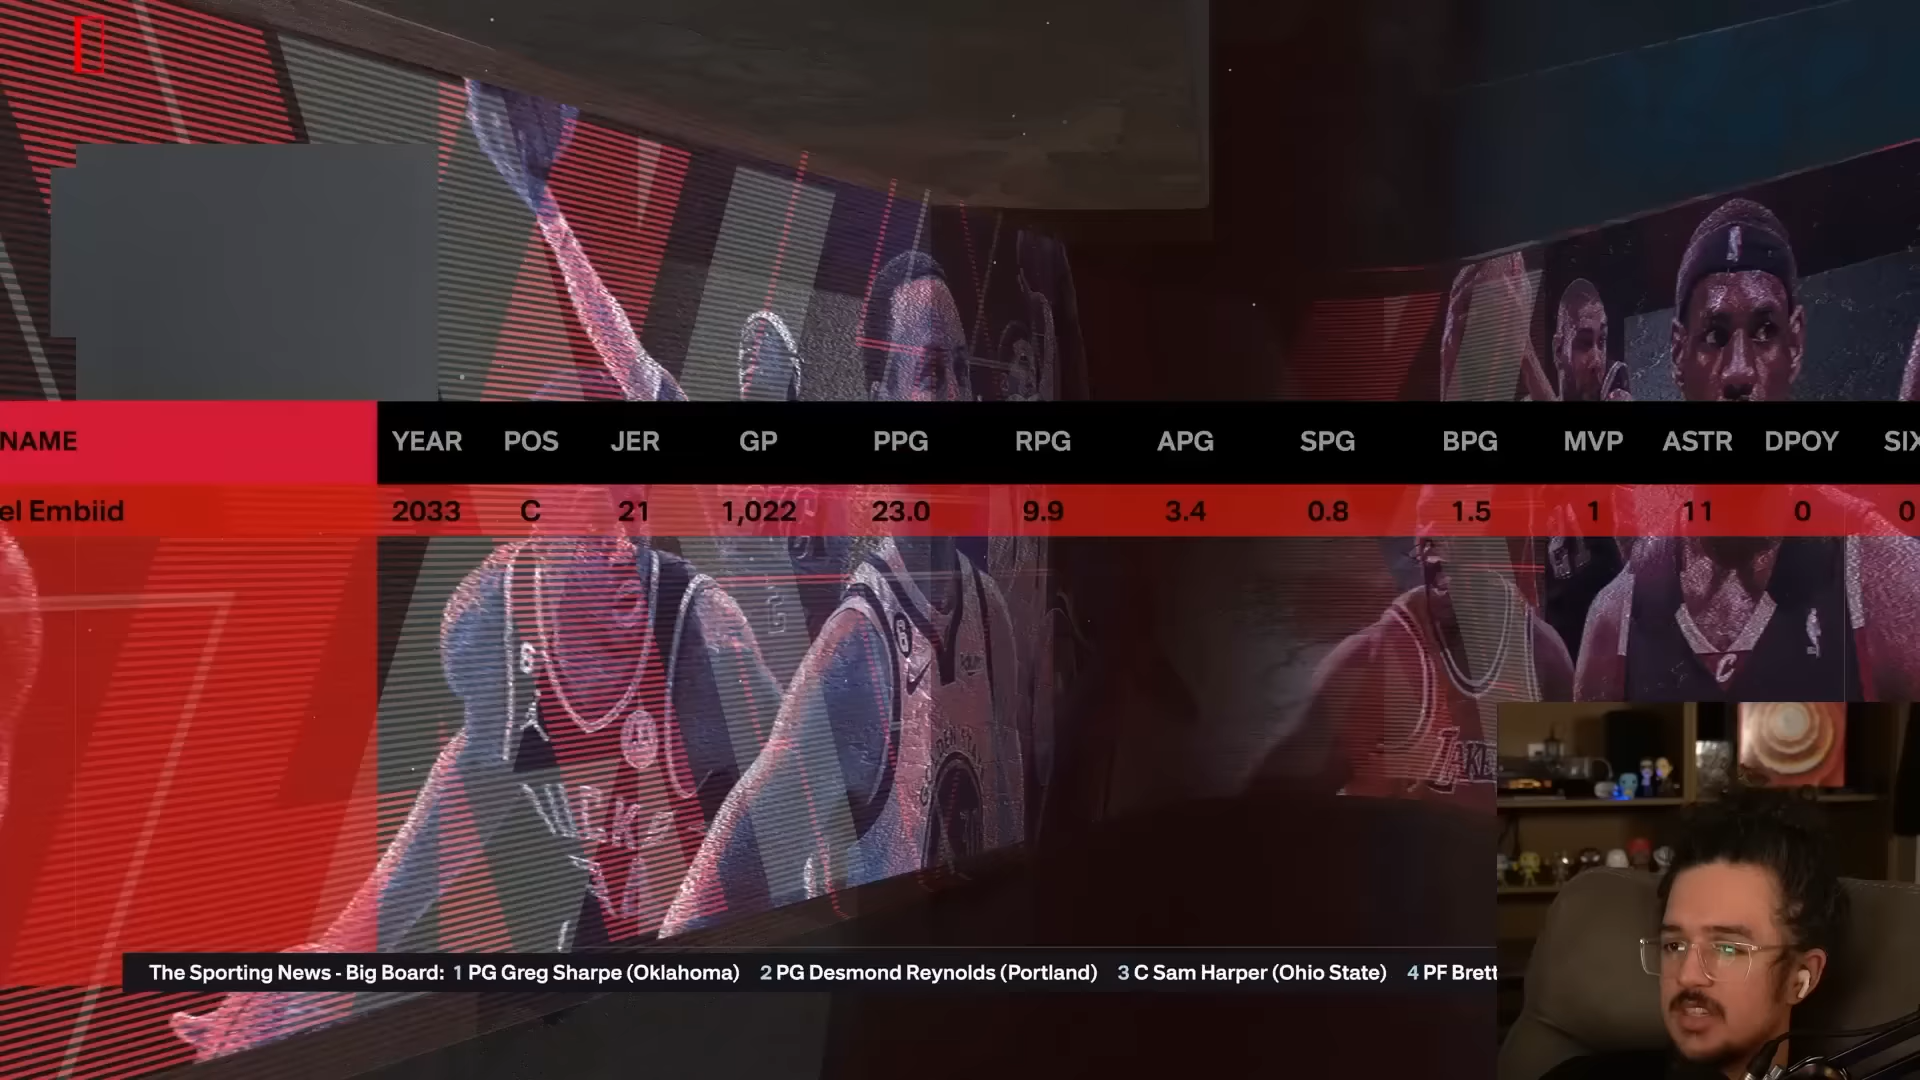 NAME YEAR POS JER GP PPG RPG APG SPG BPG MVP ASTR DPOY SIX
el Embiid 2033 C 21 1,022 23.0 9.9 3.4 0.8 1.5 1 11 0 0
The Sporting News - Big Board: 1 PG Greg Sharpe (Oklahoma) 2 PG Desmond Reynolds (Portland) 3 C Sam Harper (Ohio State) 4 PF Brett